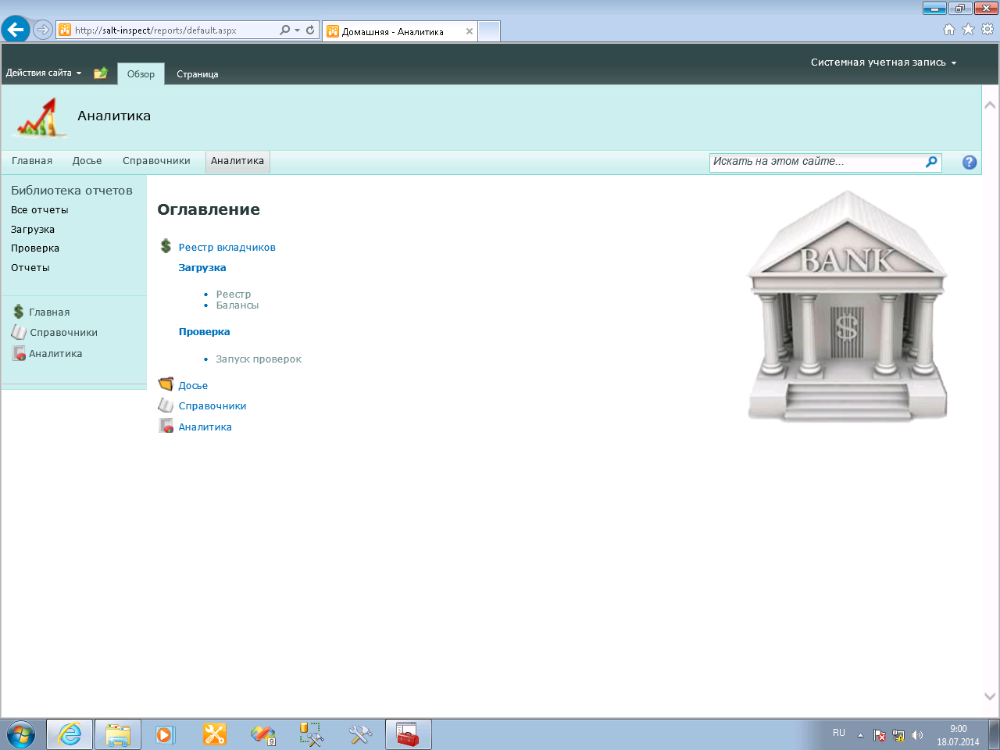 http://salt-inspect/reports/default.aspx
Домашняя - Аналитика
Системная учетная запись
Действия сайта
Обзор
Страница
Аналитика
Главная
Досье
Справочники
Аналитика
Искать на этом сайте...
Библиотека отчетов
Все отчеты
Загрузка
Проверка
Отчеты
Главная
Справочники
Аналитика
Оглавление
Реестр вкладчиков
Загрузка
Реестр
Балансы
Проверка
Запуск проверок
Досье
Справочники
Аналитика
BANK
$
9
RU
9:00
18.07.2014